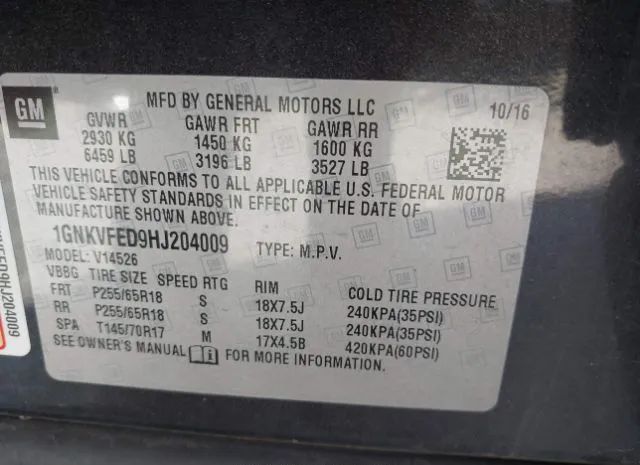 GM
MFD BY GENERAL MOTORS LLC 10/16
GVWR GAWR FRT GAWR RR
2930 KG 1450 KG 1600 KG
6459 LB 3196 LB 3527 LB
THIS VEHICLE CONFORMS TO ALL APPLICABLE U.S. FEDERAL MOTOR
VEHICLE SAFETY STANDARDS IN EFFECT ON THE DATE OF
MANUFACTURE SHOWN ABOVE.
1GNKVFED9HJ204009 TYPE: M.P.V.
MODEL: V14526
VBBG TIRE SIZE SPEED RTG RIM COLD TIRE PRESSURE
FRT P255/65R18 S 18X7.5J 240KPA(35PSI)
RR P255/65R18 S 18X7.5J 240KPA(35PSI)
SPA T145/70R17 M 17X4.5B 420KPA(60PSI)
SEE OWNER'S MANUAL FOR MORE INFORMATION.
VFED9HJ204009